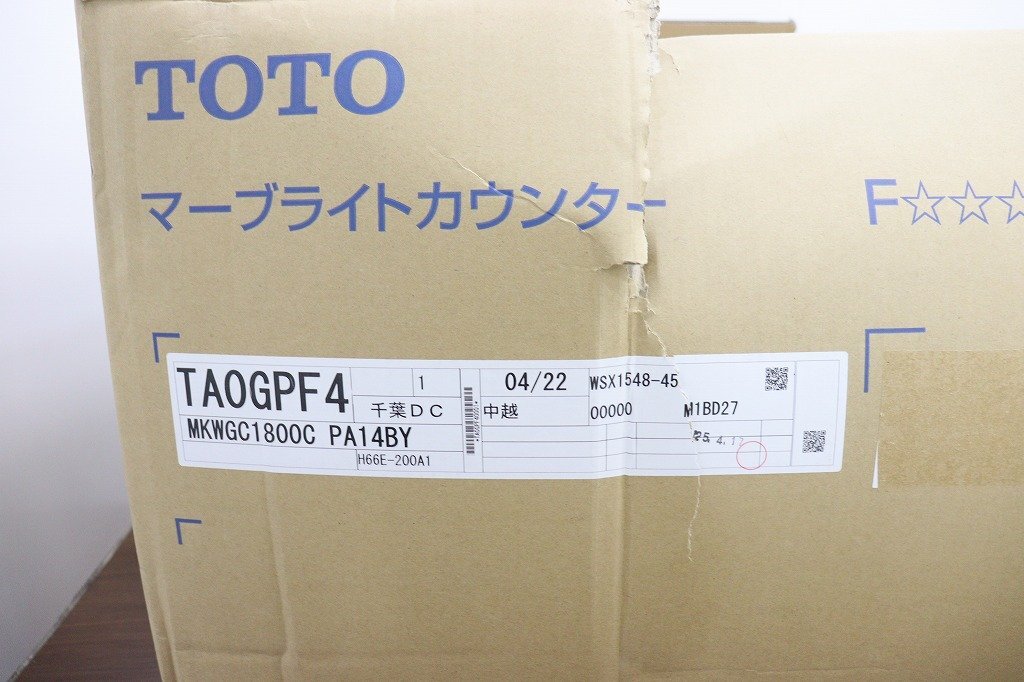 TOTO
マーブライトカウンター
F☆☆☆
TA0GPF4
1
千葉DC
04/22
WSX1548-45
中越
00000
M1BD27
MKWGC1800C PA14BY
H66E-200A1